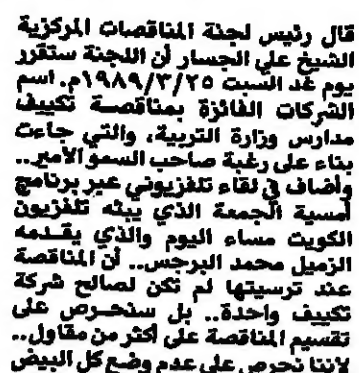 قال رئيس لجنة المناقصات المركزية
الشيخ علي الجسار أن اللجنة ستقرر
يوم غد السبت ١٩٨٩/٣/٢٥م. اسم
الشركات الفائزة بمناقصة تكييف
مدارس وزارة التربية، والتي جاءت
بناء على رغبة صاحب السمو الأمير..
وأضاف في لقاء تلفزيوني عبر برنامج
أمسية الجمعة الذي يبثه تلفزيون
الكويت مساء اليوم والذي يقدمه
الزميل محمد البرجس.. أن المناقصة
عند ترسيتها لم تكن لصالح شركة
تكييف واحدة.. بل سنحرص على
تقسيم المناقصة على أكثر من مقاول..
لاننا نحرص على عدم وضع كل البيض